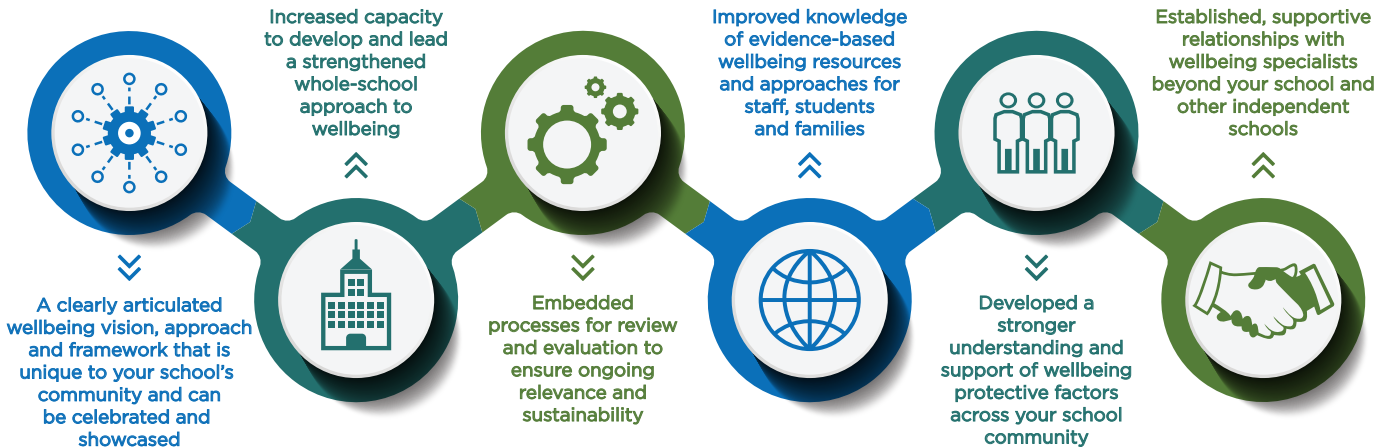 A clearly articulated
wellbeing vision, approach
and framework that is
unique to your school's
community and can
be celebrated and
showcased
Increased capacity
to develop and lead
a strengthened
whole-school
approach to
wellbeing
Embedded
processes for review
and evaluation to
ensure ongoing
relevance and
sustainability
Improved knowledge
of evidence-based
wellbeing resources
and approaches for
staff, students
and families
Developed a
stronger
understanding and
support of wellbeing
protective factors
across your school
community
Established, supportive
relationships with
wellbeing specialists
beyond your school and
other independent
schools